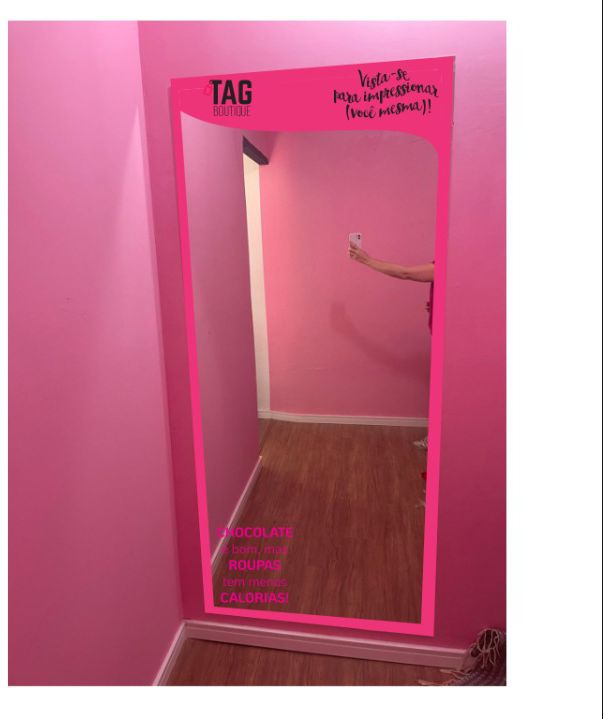 TAG
BOUTIQUE
Vista-se
para impressionar
(você mesma)!
CHOCOLATE
é bom, mas
ROUPAS
tem menos
CALORIAS!